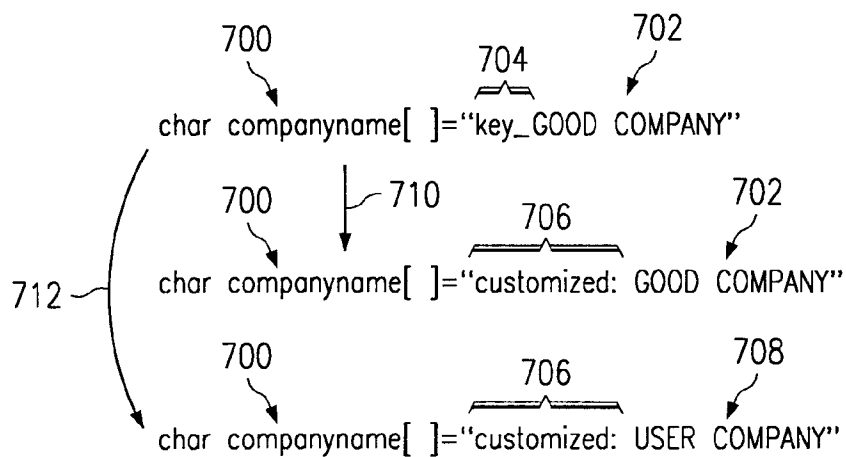 700 704 702
char companyname[ ]="key_GOOD COMPANY"
700 710 706 702
char companyname[ ]="customized: GOOD COMPANY"
712
700 706 708
char companyname[ ]="customized: USER COMPANY"